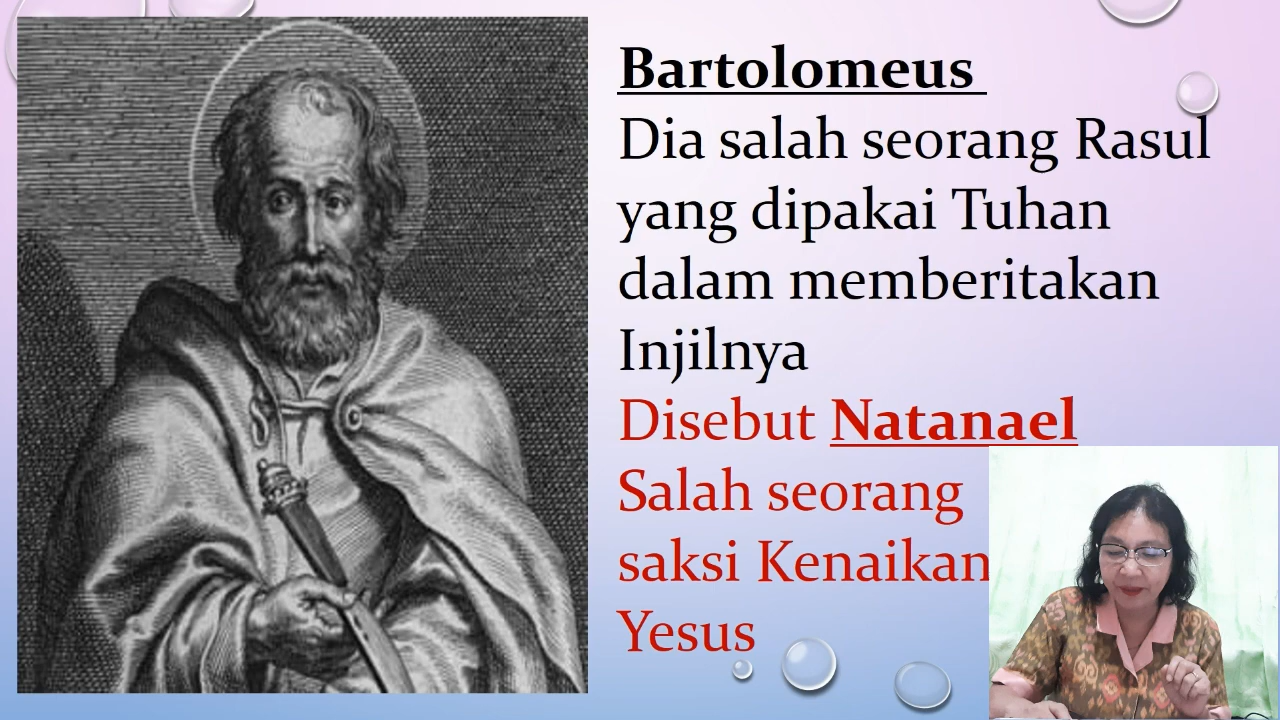 Bartolomeus
Dia salah seorang Rasul
yang dipakai Tuhan
dalam memberitakan
Injilnya
Disebut Natanael
Salah seorang
saksi Kenaikan
Yesus